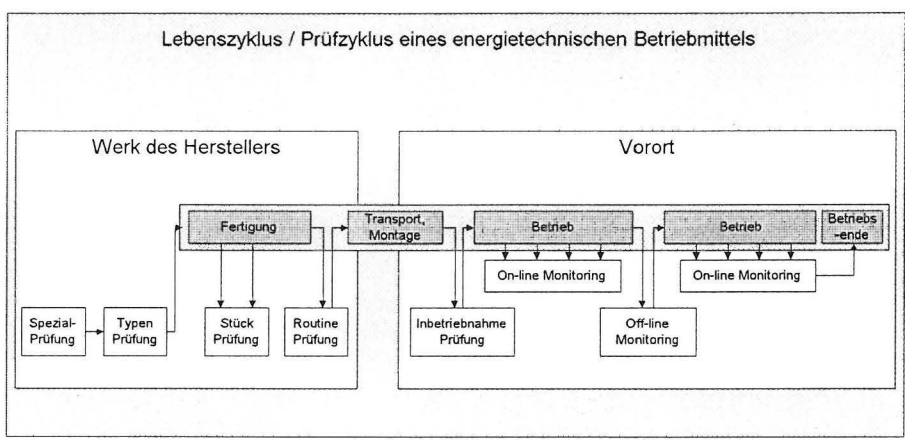 Lebenszyklus / Prüfzyklus eines energietechnischen Betriebmittels
Werk des Herstellers
Vorort
Fertigung
Transport,
Montage
Betrieb
Betrieb
Betriebs
-ende
On-line Monitoring
On-line Monitoring
Spezial-
Prüfung
Typen
Prüfung
Stück
Prüfung
Routine
Prüfung
Inbetriebnahme
Prüfung
Off-line
Monitoring